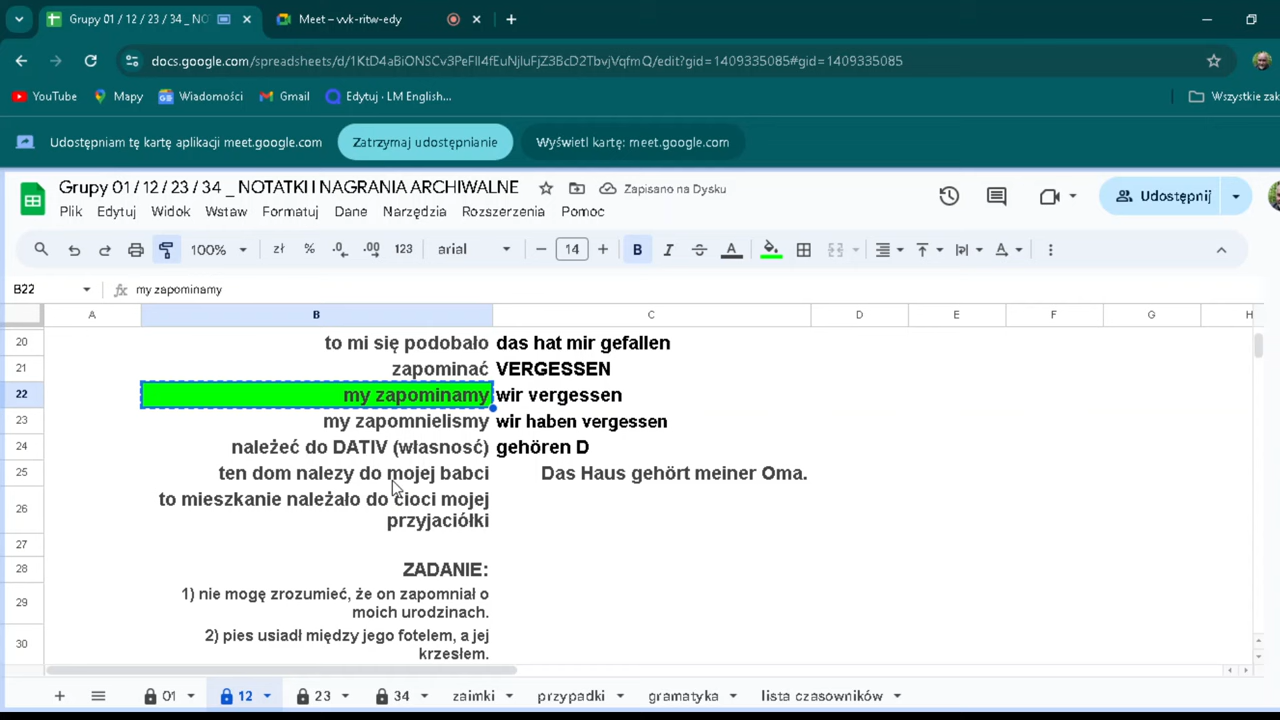 Grupy 01 / 12 / 23 / 34 _ NO
Meet – vvk-ritw-edy
docs.google.com/spreadsheets/d/1KtD4aBiONSCv3PeFIl4fEuNjluFjZ3BcD2TbvjVqfmQ/edit?gid=1409335085#gid=1409335085
YouTube
Mapy
Wiadomości
Gmail
Edytuj · LM English...
Wszystkie zak
Udostępniam tę kartę aplikacji meet.google.com
Zatrzymaj udostępnianie
Wyświetl kartę: meet.google.com
Grupy 01 / 12 / 23 / 34 _ NOTATKI I NAGRANIA ARCHIWALNE
Zapisano na Dysku
Plik Edytuj Widok Wstaw Formatuj Dane Narzędzia Rozszerzenia Pomoc
Udostępnij
100% zł % .0 .00 123 arial 14 B I S A
B22 fx my zapominamy
A B C D E F G H
20 to mi się podobało das hat mir gefallen
21 zapominać VERGESSEN
22 my zapominamy wir vergessen
23 my zapomnielismy wir haben vergessen
24 należeć do DATIV (własność) gehören D
25 ten dom nalezy do mojej babci Das Haus gehört meiner Oma.
26 to mieszkanie należało do cioci mojej
przyjaciółki
27
28 ZADANIE:
29 1) nie mogę zrozumieć, że on zapomniał o
moich urodzinach.
30 2) pies usiadł między jego fotelem, a jej
krzesłem.
01 12 23 34 zaimki przypadki gramatyka lista czasowników